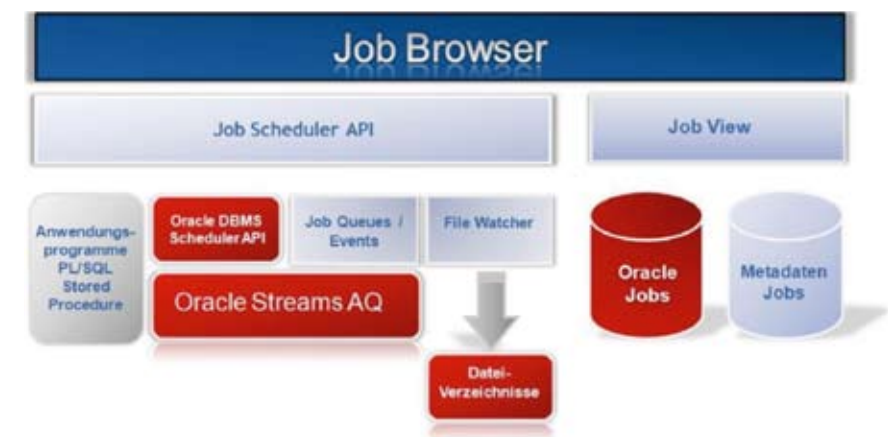 Job Browser
Job Scheduler API
Job View
Anwendungs-
programme
PL/SQL
Stored
Procedure
Oracle DBMS
Scheduler API
Job Queues /
Events
File Watcher
Oracle Streams AQ
Datei-
Verzeichnisse
Oracle
Jobs
Metadaten
Jobs